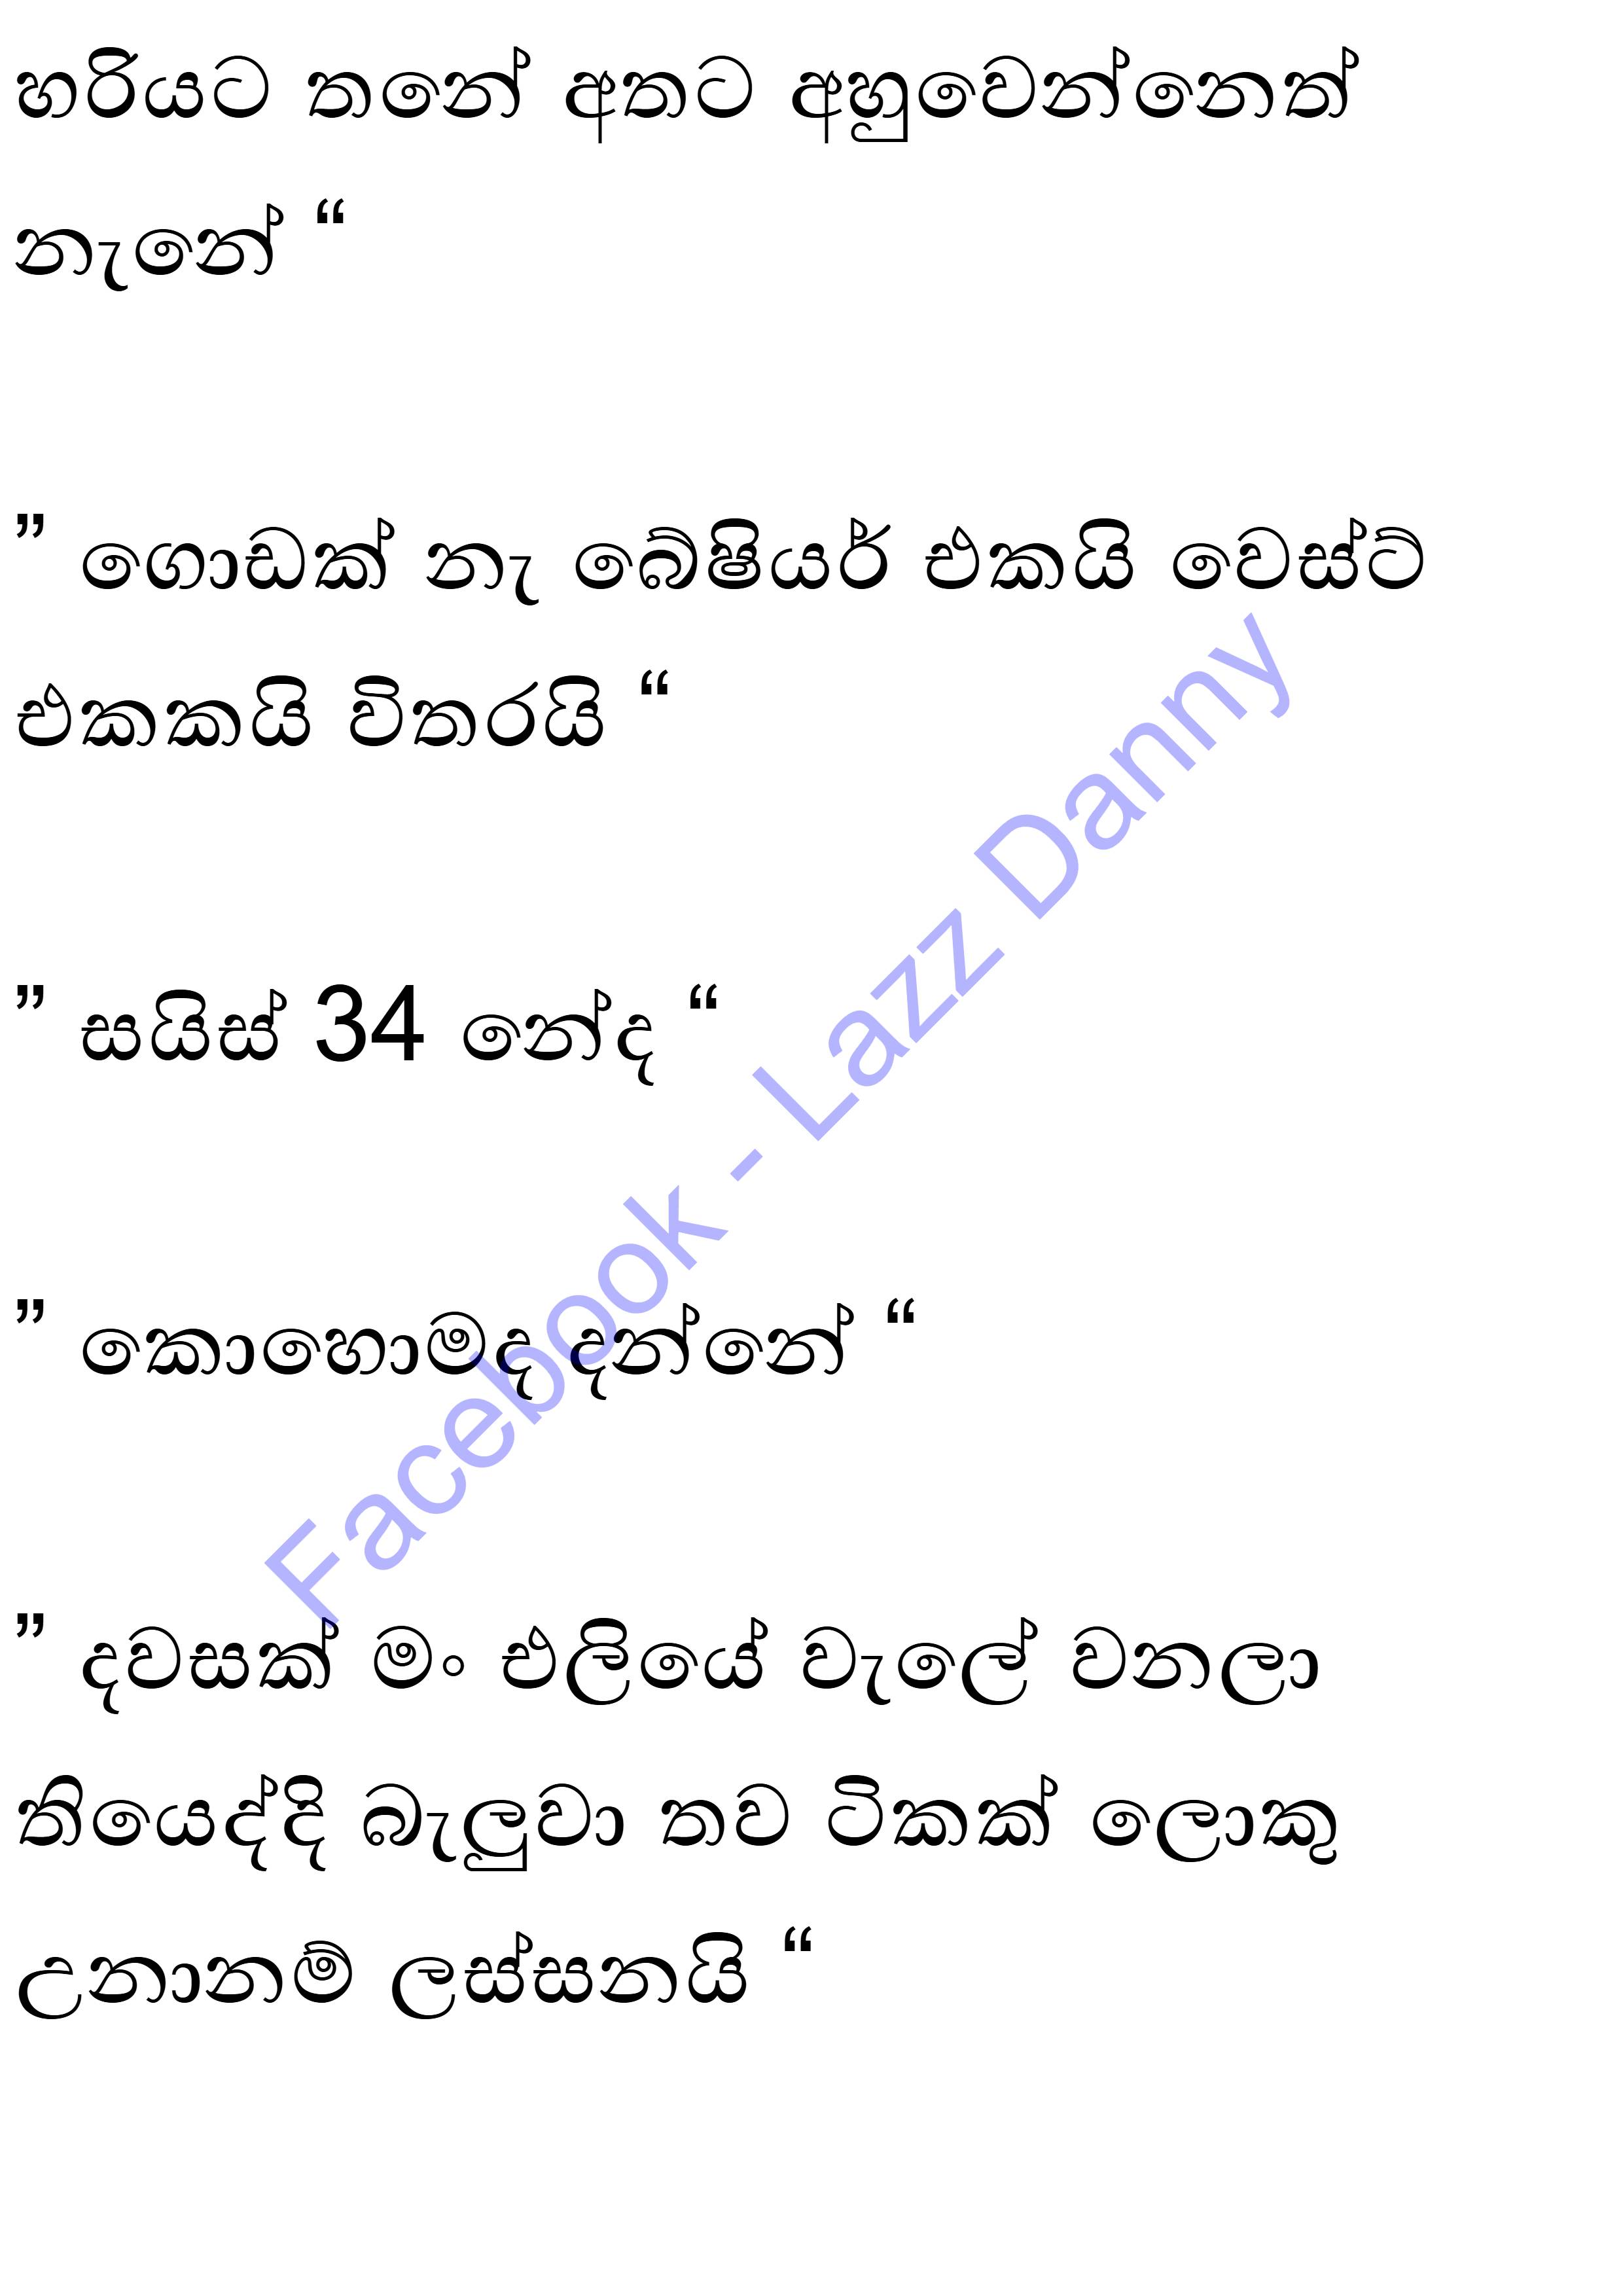 හරියට තනේ අතට අහුවෙන්නෙත්
නැනේ “
” ගොඩක් නැ බේෂියර් එකයි වෙස්ට්
එකකයි විතරයි “
” සයිස් 34 නේද “
” කොහොමද දන්නේ “
” දවසක් මං එලියේ වැලේ වනලා
තියෙද්දි බැලුවා තව ටිකක් ලොකු
උනානම් ලස්සනයි “
Facebook - Lazz Danny